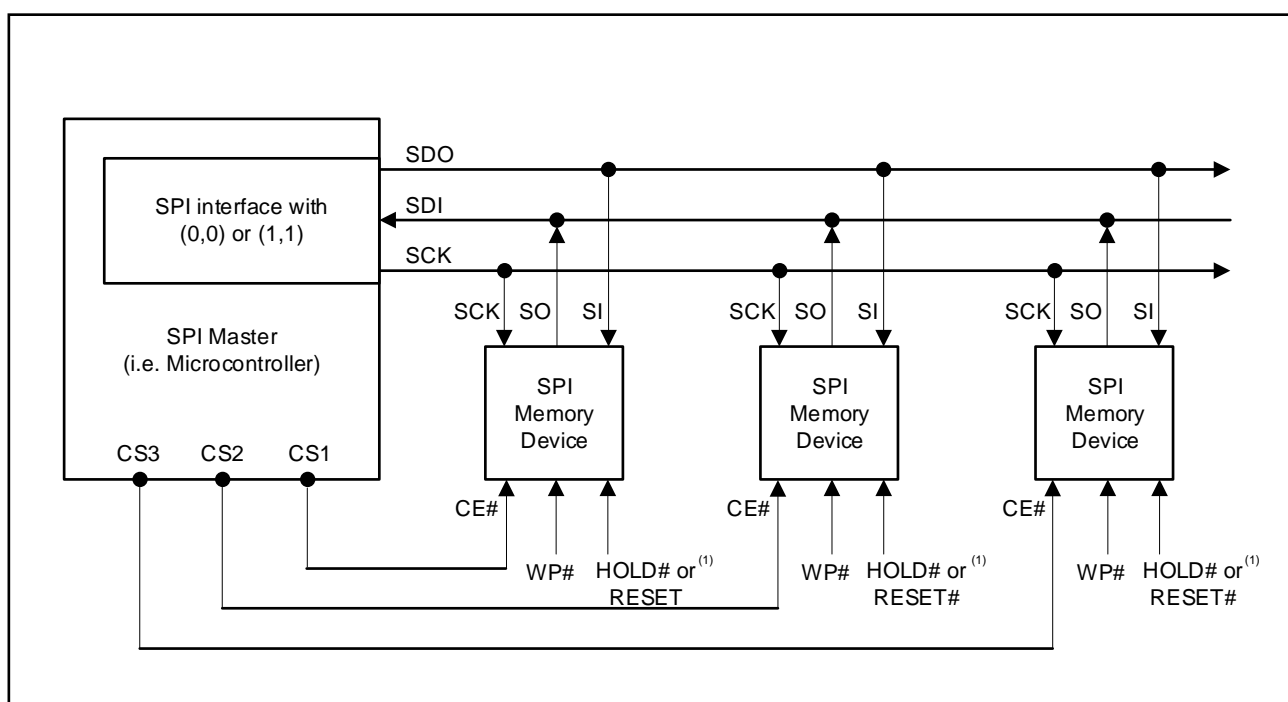 SDO
SPI interface with
(0,0) or (1,1)
SDI
SCK
SPI Master
(i.e. Microcontroller)
SCK SO SI
SCK SO SI
SCK SO SI
SPI
Memory
Device
SPI
Memory
Device
SPI
Memory
Device
CS3 CS2 CS1
CE#
WP#
HOLD# or (1)
RESET
CE#
WP#
HOLD# or (1)
RESET#
CE#
WP#
HOLD# or (1)
RESET#